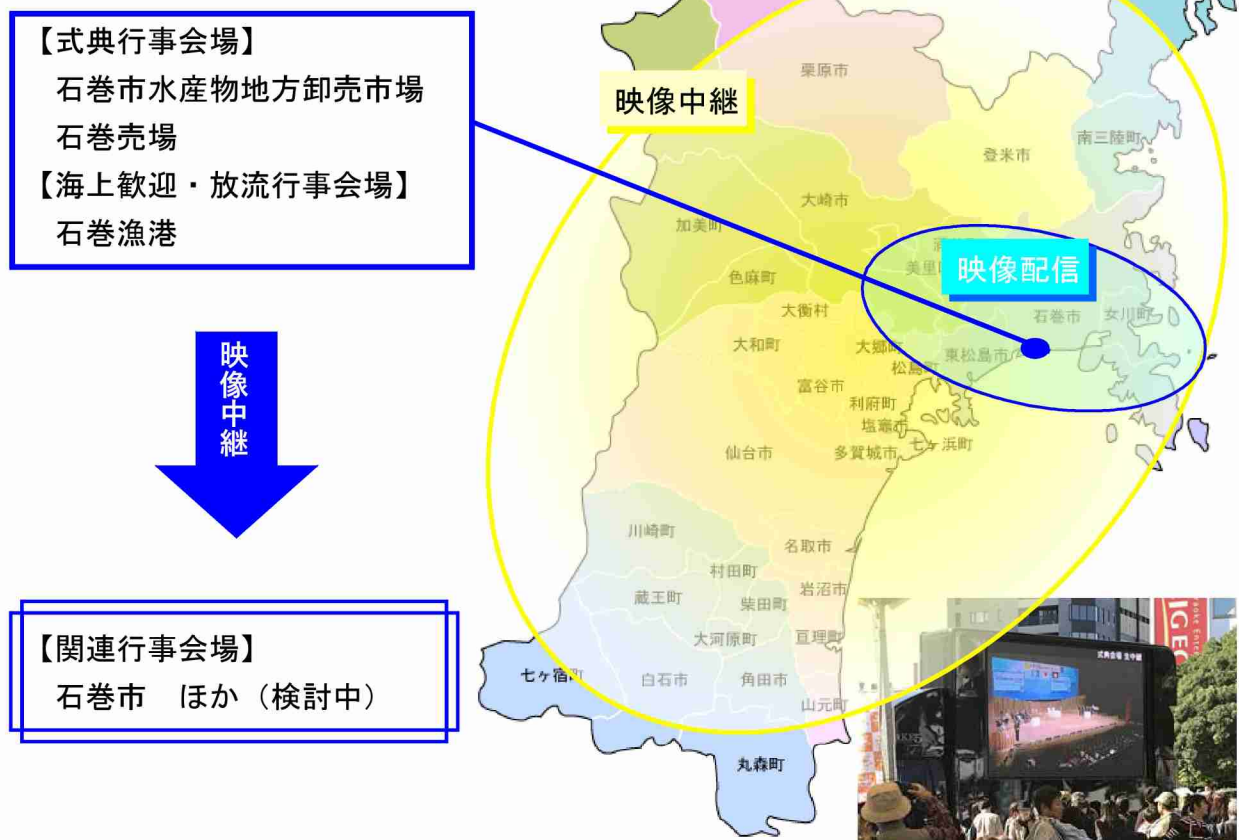 【式典行事会場】
石巻市水産物地方卸売市場
石巻売場
【海上歓迎・放流行事会場】
石巻漁港
映像中継
【関連行事会場】
石巻市　ほか（検討中）
映像中継
映像配信
栗原市
登米市
南三陸町
大崎市
加美町
色麻町
美里
大衡村
石巻市
女川町
大和町
大郷町
東松島市
松島町
富谷市
利府町
塩竈市
仙台市
多賀城市
七ヶ浜町
川崎町
名取市
村田町
岩沼市
蔵王町
柴田町
大河原町
亘理町
七ヶ宿町
白石市
角田市
山元町
丸森町
式典会場 生中継
IGEC